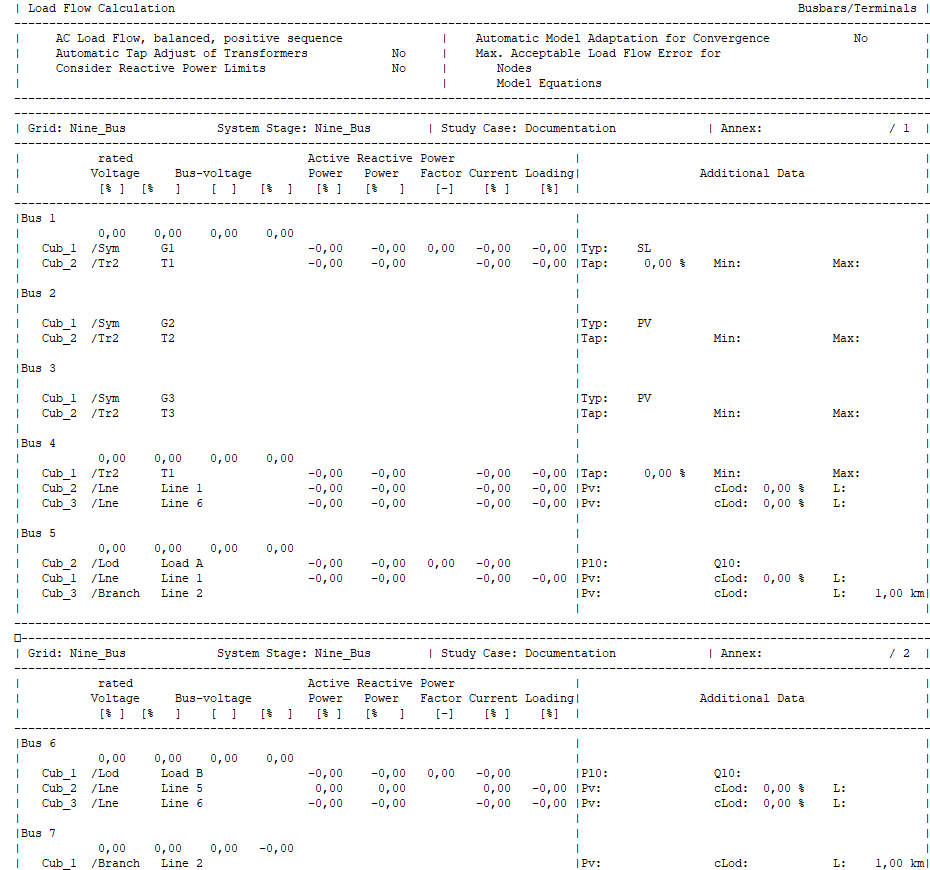 | Load Flow Calculation Busbars/Terminals |
| AC Load Flow, balanced, positive sequence | Automatic Model Adaptation for Convergence No |
| Automatic Tap Adjust of Transformers No | Max. Acceptable Load Flow Error for |
| Consider Reactive Power Limits No | Nodes |
| | Model Equations |
| Grid: Nine_Bus System Stage: Nine_Bus | Study Case: Documentation | Annex: / 1 |
| rated Active Reactive Power | |
| Voltage Bus-voltage Power Power Factor Current Loading| Additional Data |
| [% ] [% ] [ ] [% ] [% ] [% ] [-] [% ] [%] | |
|Bus 1 | |
| 0,00 0,00 0,00 0,00 | |
| Cub_1 /Sym G1 -0,00 -0,00 0,00 -0,00 -0,00 |Typ: SL |
| Cub_2 /Tr2 T1 -0,00 -0,00 -0,00 -0,00 |Tap: 0,00 % Min: Max: |
| | |
|Bus 2 | |
| | |
| Cub_1 /Sym G2 |Typ: PV |
| Cub_2 /Tr2 T2 |Tap: Min: Max: |
| | |
|Bus 3 | |
| | |
| Cub_1 /Sym G3 |Typ: PV |
| Cub_2 /Tr2 T3 |Tap: Min: Max: |
| | |
|Bus 4 | |
| 0,00 0,00 0,00 0,00 | |
| Cub_1 /Tr2 T1 -0,00 -0,00 -0,00 -0,00 |Tap: 0,00 % Min: Max: |
| Cub_2 /Lne Line 1 -0,00 -0,00 -0,00 -0,00 |Pv: cLod: 0,00 % L: |
| Cub_3 /Lne Line 6 -0,00 -0,00 -0,00 -0,00 |Pv: cLod: 0,00 % L: |
| | |
|Bus 5 | |
| 0,00 0,00 0,00 0,00 | |
| Cub_2 /Lod Load A -0,00 -0,00 0,00 -0,00 |Pl0: Ql0: |
| Cub_1 /Lne Line 1 -0,00 -0,00 -0,00 -0,00 |Pv: cLod: 0,00 % L: |
| Cub_3 /Branch Line 2 |Pv: cLod: L: 1,00 km|
| | |
| Grid: Nine_Bus System Stage: Nine_Bus | Study Case: Documentation | Annex: / 2 |
| rated Active Reactive Power | |
| Voltage Bus-voltage Power Power Factor Current Loading| Additional Data |
| [% ] [% ] [ ] [% ] [% ] [% ] [-] [% ] [%] | |
|Bus 6 | |
| 0,00 0,00 0,00 0,00 | |
| Cub_1 /Lod Load B -0,00 -0,00 0,00 -0,00 |Pl0: Ql0: |
| Cub_2 /Lne Line 5 0,00 0,00 0,00 -0,00 |Pv: cLod: 0,00 % L: |
| Cub_3 /Lne Line 6 -0,00 -0,00 -0,00 -0,00 |Pv: cLod: 0,00 % L: |
| | |
|Bus 7 | |
| 0,00 0,00 0,00 -0,00 | |
| Cub_1 /Branch Line 2 |Pv: cLod: L: 1,00 km|